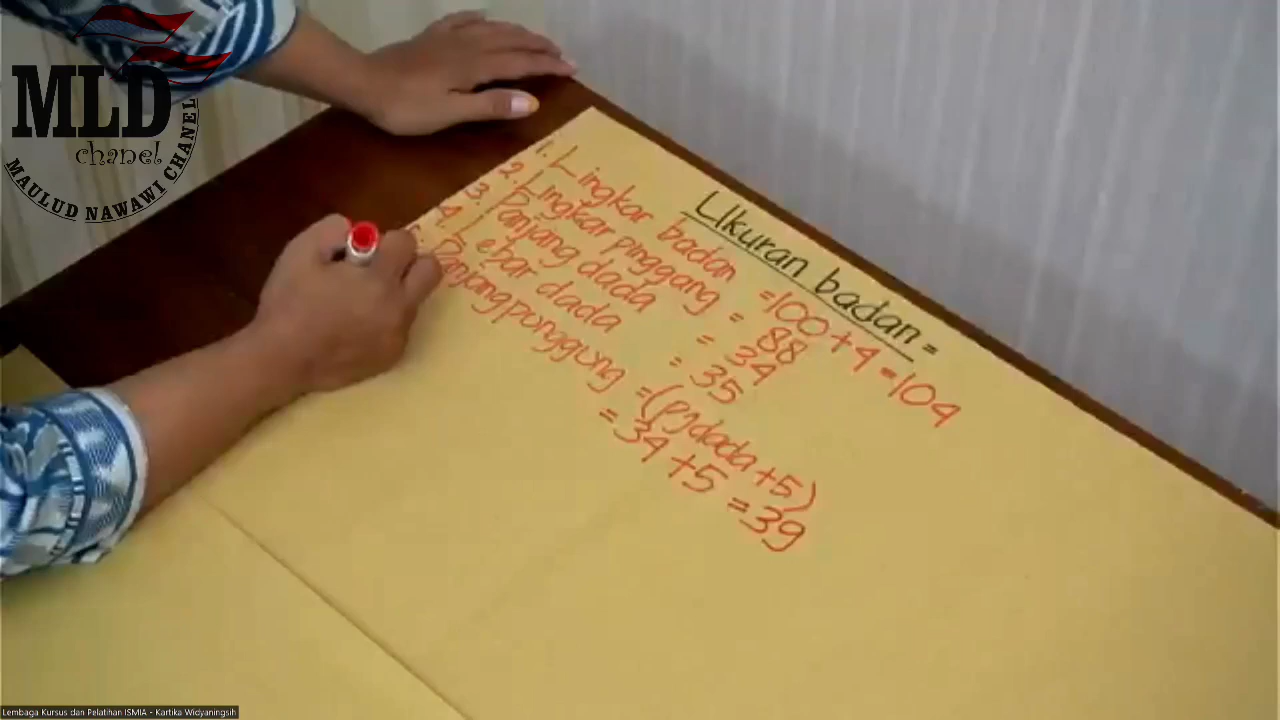 MLD
chanel
MAULUD NAWAWI CHANEL
Ukuran badan =
1. Lingkar badan = 100 + 4 = 104
2. Lingkar pinggang = 88
3. Panjang dada = 34
4. Lebar dada = 35
5. Panjang punggung = (pj dada + 5)
= 34 + 5 = 39
Lembaga Kursus dan Pelatihan ISMIA - Kartika Widyaningsih